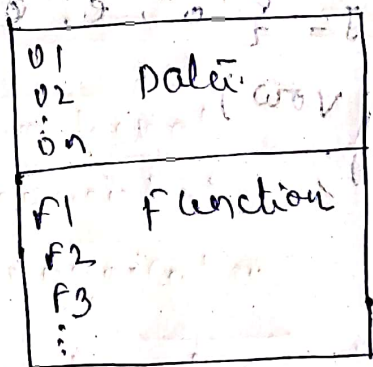 v1
v2 Data
:
vn
F1 Function
F2
F3
: